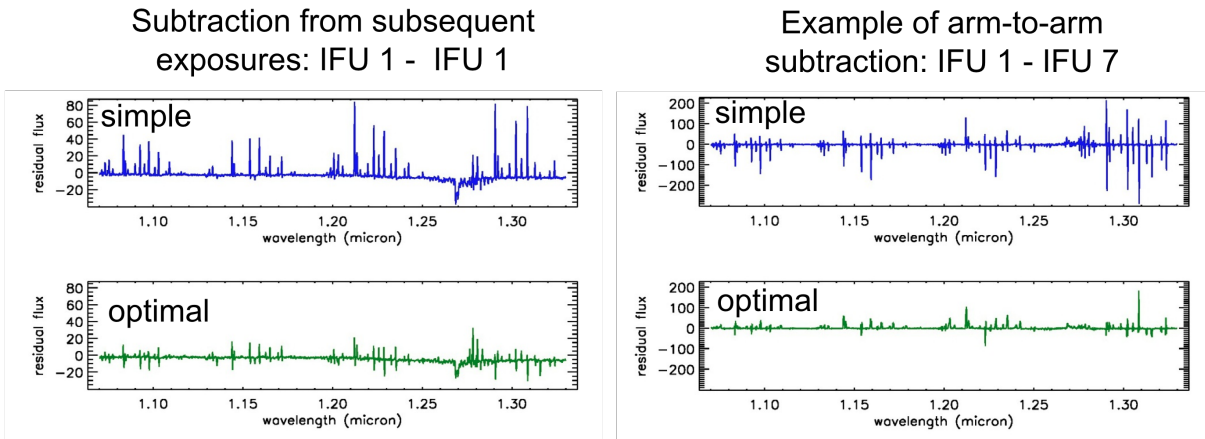 Subtraction from subsequent
exposures: IFU 1 -  IFU 1
simple
80
60
40
20
0
−20
residual flux
1.10 1.15 1.20 1.25 1.30
wavelength (micron)
optimal
80
60
40
20
0
−20
residual flux
1.10 1.15 1.20 1.25 1.30
wavelength (micron)
Example of arm-to-arm
subtraction: IFU 1 - IFU 7
simple
200
100
0
−100
−200
residual flux
1.10 1.15 1.20 1.25 1.30
wavelength (micron)
optimal
200
100
0
−100
−200
residual flux
1.10 1.15 1.20 1.25 1.30
wavelength (micron)